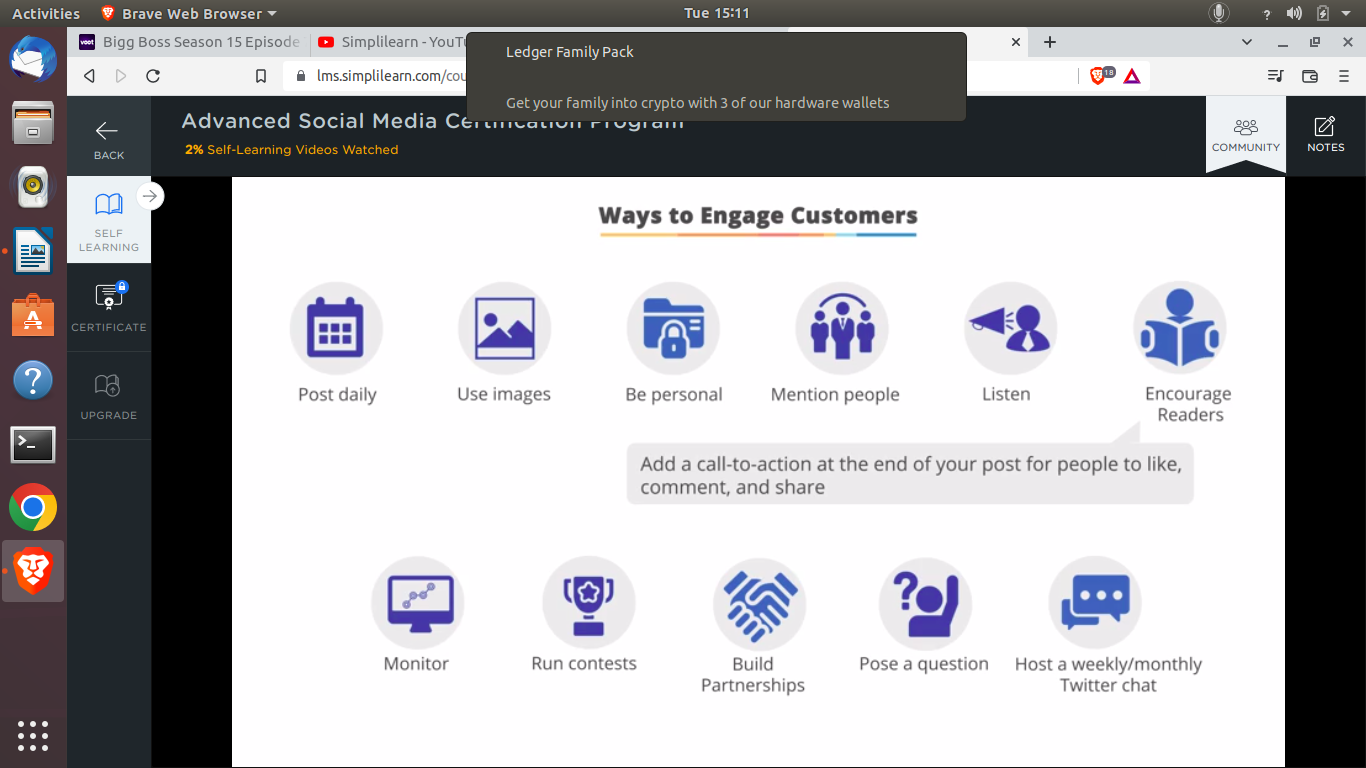 Activities
Brave Web Browser
Tue 15:11
?
voot
Bigg Boss Season 15 Episode
Simplilearn - YouTu
Ledger Family Pack
Get your family into crypto with 3 of our hardware wallets
lms.simplilearn.com/cou
18
BACK
Advanced Social Media Certification Program
2% Self-Learning Videos Watched
COMMUNITY
NOTES
SELF
LEARNING
CERTIFICATE
UPGRADE
Ways to Engage Customers
Post daily
Use images
Be personal
Mention people
Listen
Encourage
Readers
Add a call-to-action at the end of your post for people to like,
comment, and share
Monitor
Run contests
Build
Partnerships
Pose a question
Host a weekly/monthly
Twitter chat